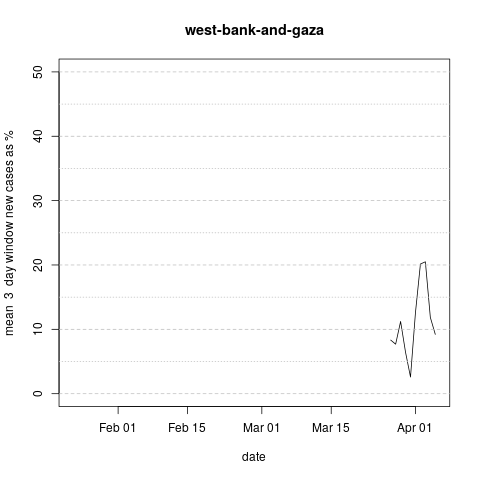 west-bank-and-gaza
mean 3 day window new cases as %
50
40
30
20
10
0
Feb 01 Feb 15 Mar 01 Mar 15 Apr 01
date